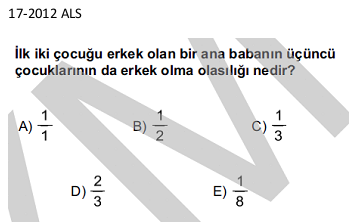 17-2012 ALS
İlk iki çocuğu erkek olan bir ana babanın üçüncü
çocuklarının da erkek olma olasılığı nedir?
A) 1/1 B) 1/2 C) 1/3
D) 2/3 E) 1/8